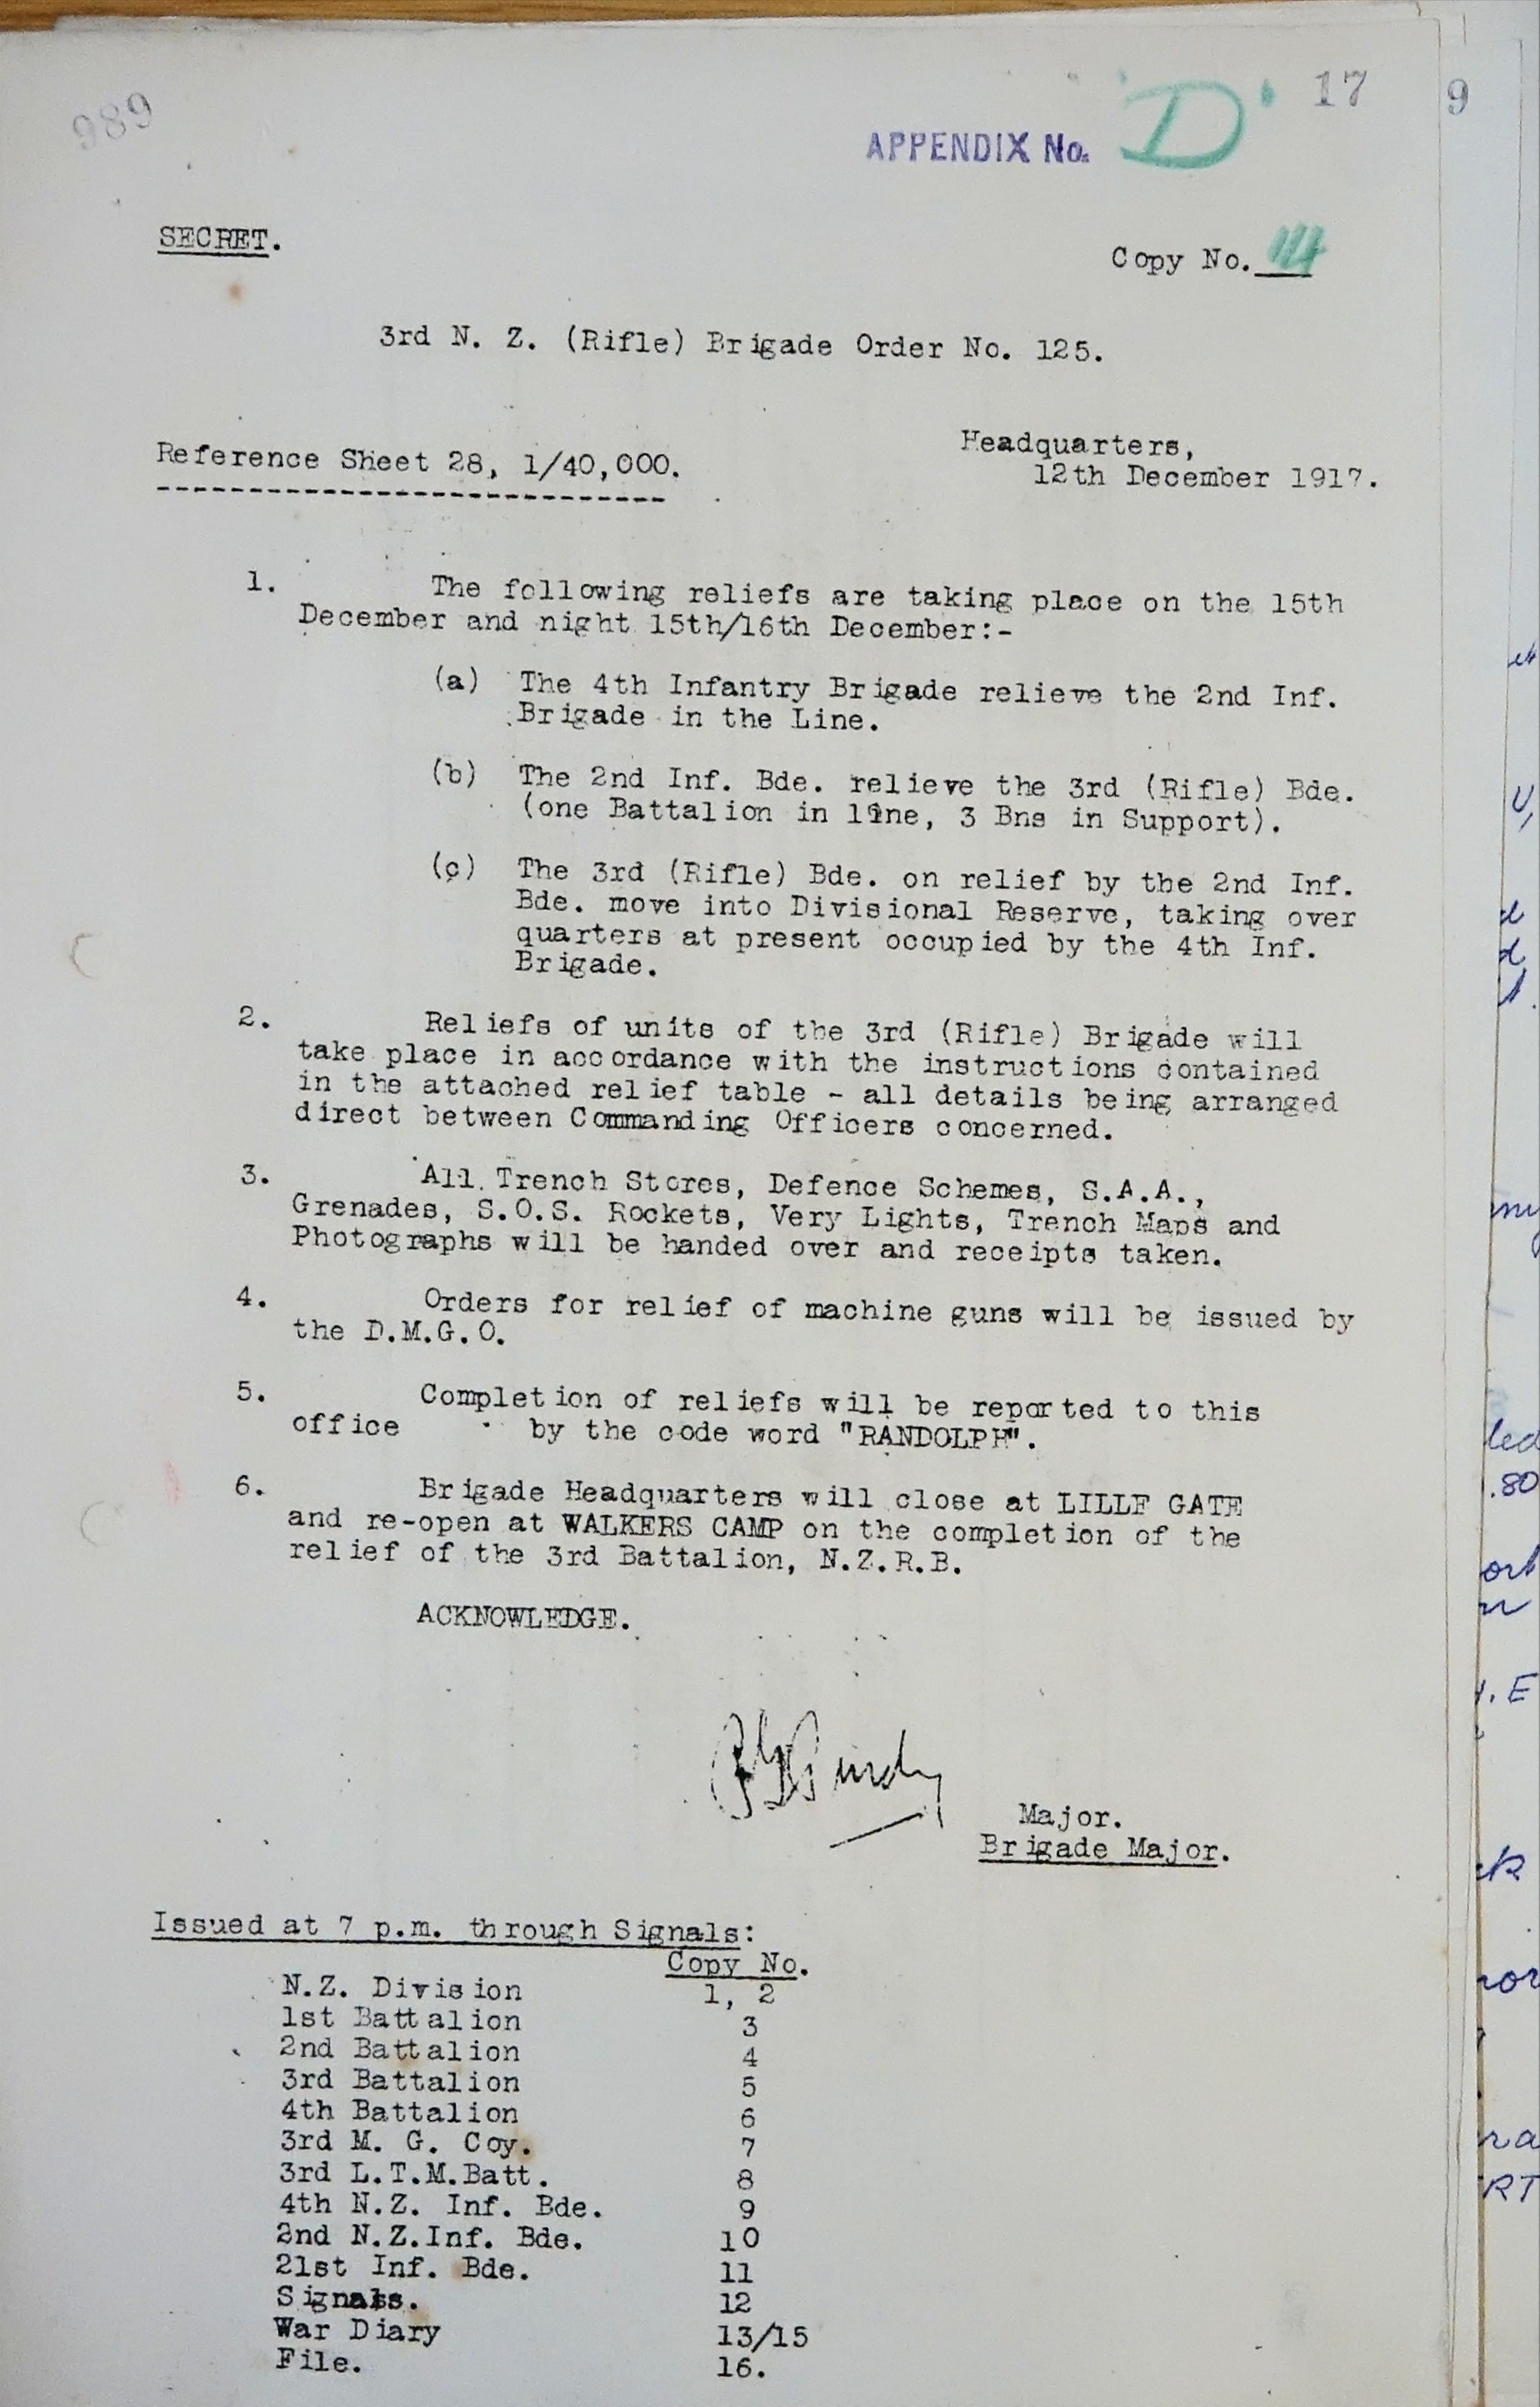 989
APPENDIX No. "D"
17
9
SECRET.
Copy No. 14
3rd N. Z. (Rifle) Brigade Order No. 125.
Reference Sheet 28, 1/40,000.
Headquarters,
12th December 1917.
1. The following reliefs are taking place on the 15th
December and night 15th/16th December:-
(a) The 4th Infantry Brigade relieve the 2nd Inf.
Brigade in the Line.
(b) The 2nd Inf. Bde. relieve the 3rd (Rifle) Bde.
(one Battalion in line, 3 Bns in Support).
(c) The 3rd (Rifle) Bde. on relief by the 2nd Inf.
Bde. move into Divisional Reserve, taking over
quarters at present occupied by the 4th Inf.
Brigade.
2. Reliefs of units of the 3rd (Rifle) Brigade will
take place in accordance with the instructions contained
in the attached relief table - all details being arranged
direct between Commanding Officers concerned.
3. All Trench Stores, Defence Schemes, S.A.A.,
Grenades, S.O.S. Rockets, Very Lights, Trench Maps and
Photographs will be handed over and receipts taken.
4. Orders for relief of machine guns will be issued by
the D.M.G.O.
5. Completion of reliefs will be reported to this
office by the code word "RANDOLPH".
6. Brigade Headquarters will close at LILLE GATE
and re-open at WALKERS CAMP on the completion of the
relief of the 3rd Battalion, N.Z.R.B.
ACKNOWLEDGE.
Major.
Brigade Major.
Issued at 7 p.m. through Signals:
Copy No.
N.Z. Division 1, 2
1st Battalion 3
2nd Battalion 4
3rd Battalion 5
4th Battalion 6
3rd M. G. Coy. 7
3rd L.T.M.Batt. 8
4th N.Z. Inf. Bde. 9
2nd N.Z.Inf. Bde. 10
21st Inf. Bde. 11
Signals. 12
War Diary 13/15
File. 16.